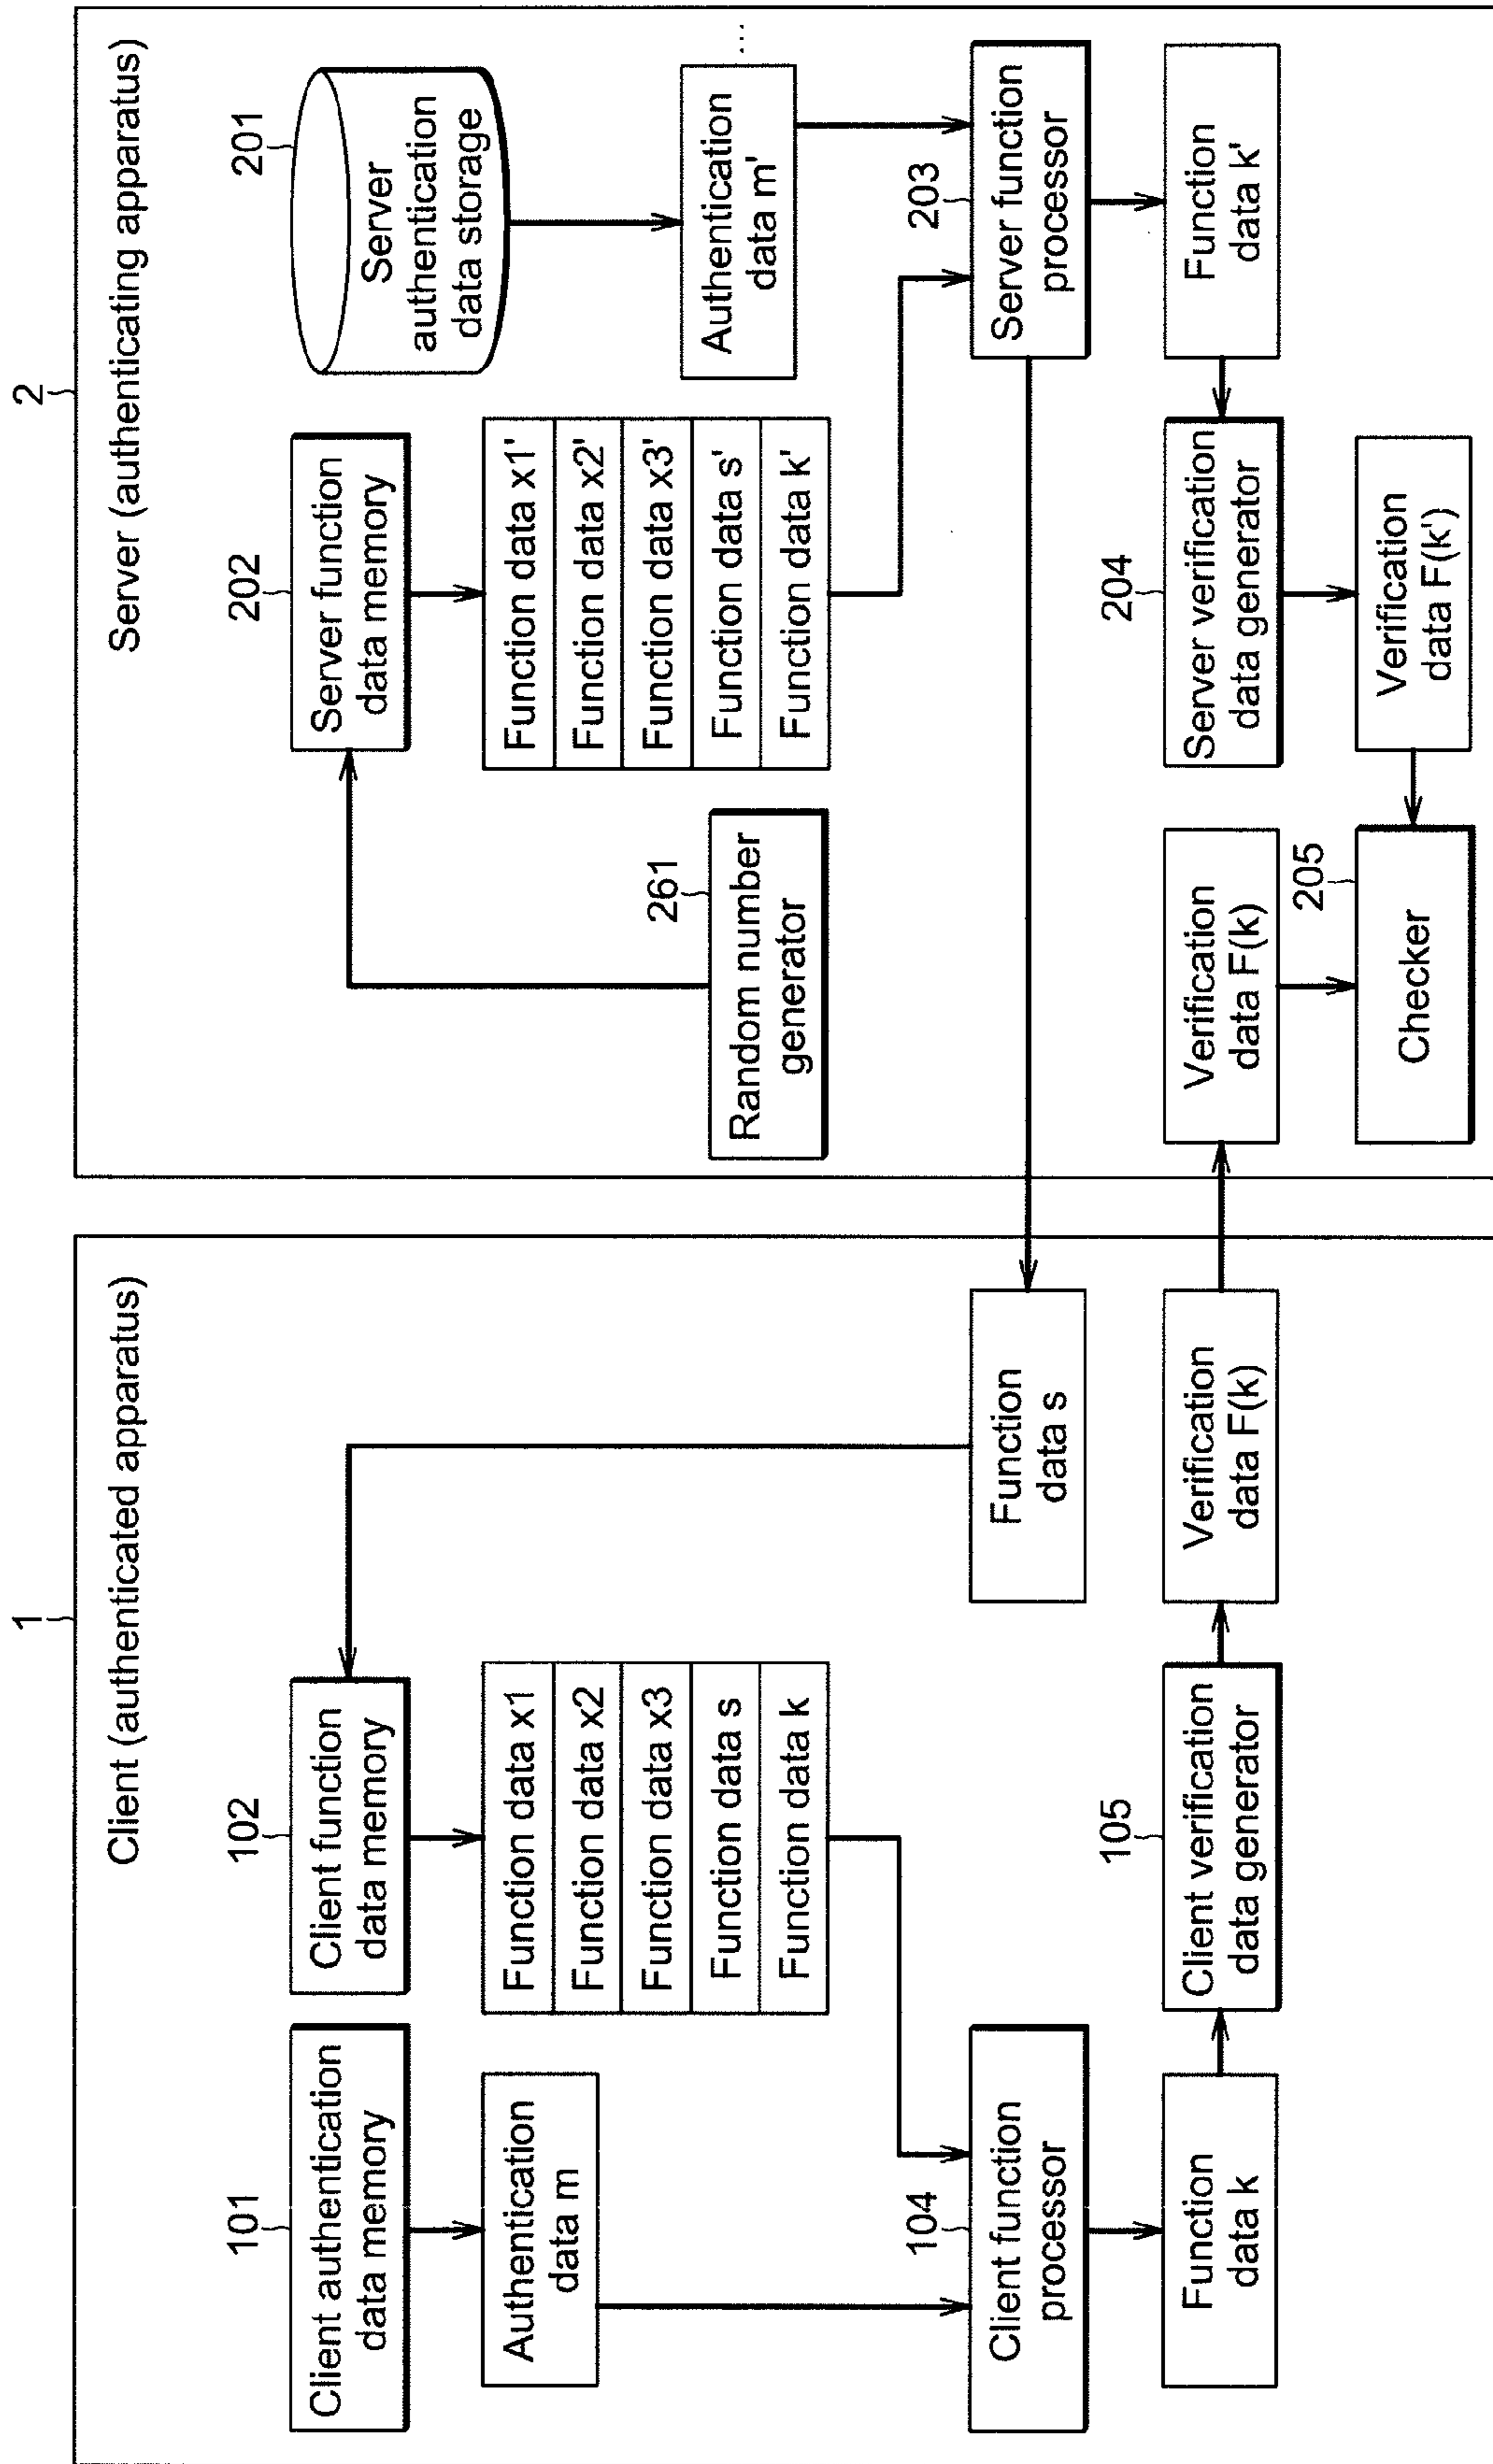 1
Client (authenticated apparatus)
101
Client authentication
data memory
102
Client function
data memory
Authentication
data m
Function data x1
Function data x2
Function data x3
Function data s
Function data k
104
Client function
processor
Function
data s
Function
data k
105
Client verification
data generator
Verification
data F(k)
2
Server (authenticating apparatus)
202
Server function
data memory
201
Server
authentication
data storage
Function data x1'
Function data x2'
Function data x3'
Function data s'
Function data k'
261
Random number
generator
Authentication
data m'
...
203
Server function
processor
Verification
data F(k)
204
Server verification
data generator
Function
data k'
205
Checker
Verification
data F(k')